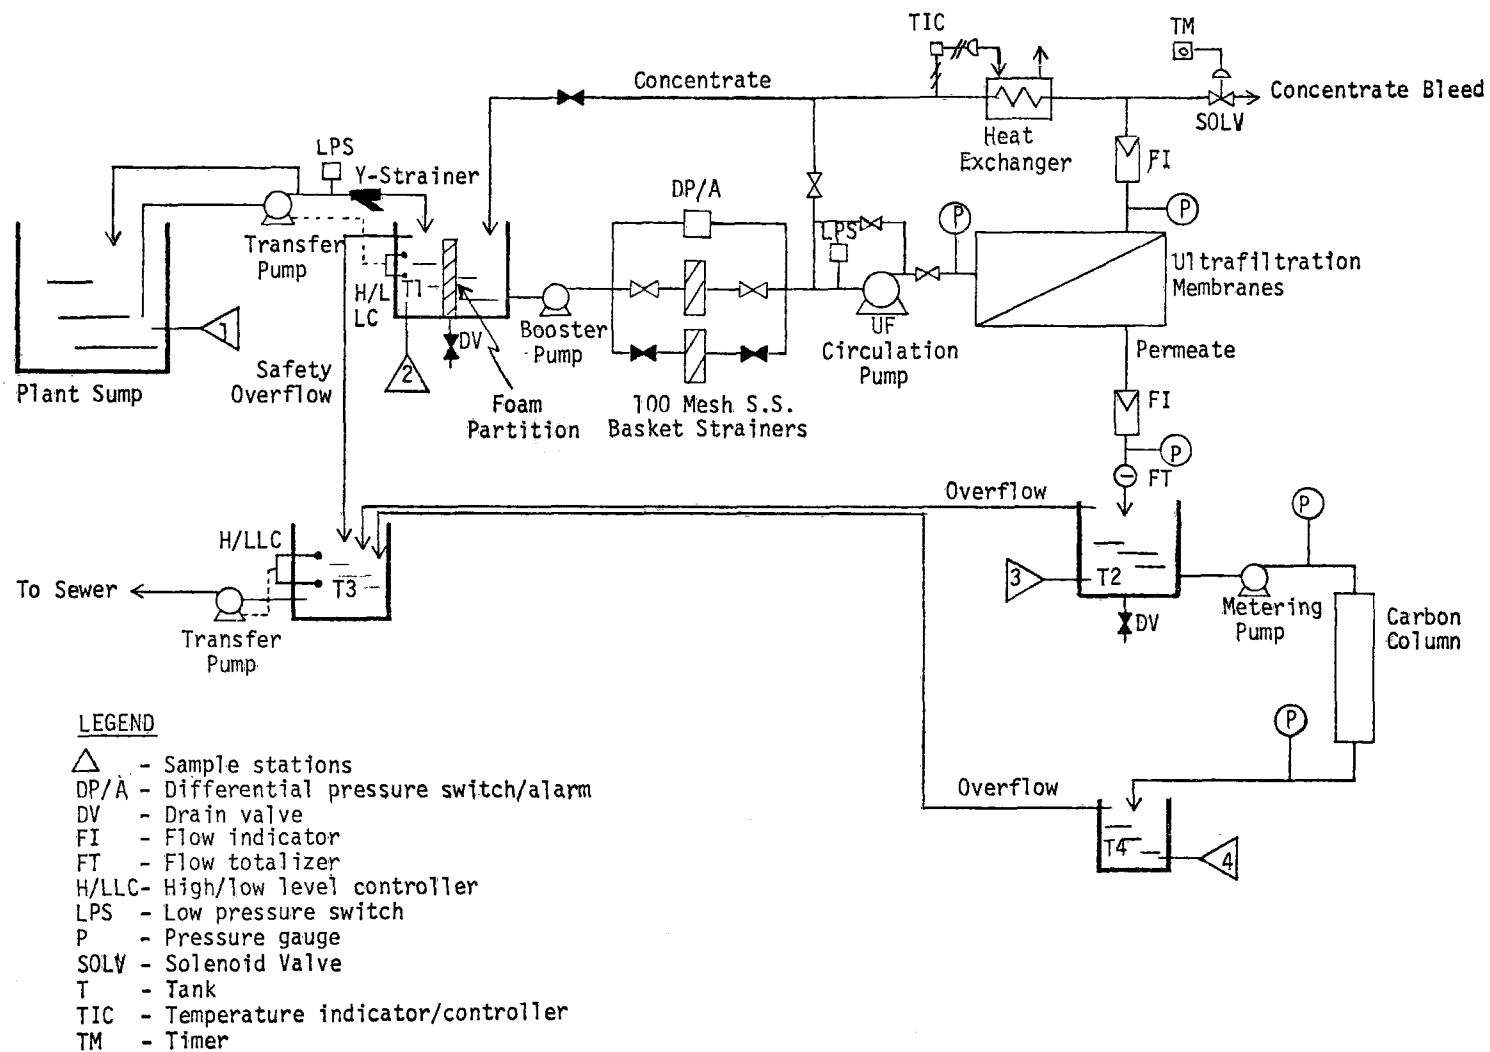 TIC
TM
Concentrate
Concentrate Bleed
SOLV
Heat
Exchanger
FI
LPS
Y-Strainer
DP/A
P
P
LPS
Transfer
Pump
H/L
LC
T1
Ultrafiltration
Membranes
1
DV
Booster
Pump
UF
Circulation
Pump
Permeate
2
Safety
Overflow
Plant Sump
Foam
Partition
100 Mesh S.S.
Basket Strainers
FI
P
FT
Overflow
P
H/LLC
T3
To Sewer
3
T2
Transfer
Pump
DV
Metering
Pump
Carbon
Column
P
Overflow
T4
4
LEGEND
- Sample stations
DP/A - Differential pressure switch/alarm
DV - Drain valve
FI - Flow indicator
FT - Flow totalizer
H/LLC- High/low level controller
LPS - Low pressure switch
P - Pressure gauge
SOLV - Solenoid Valve
T - Tank
TIC - Temperature indicator/controller
TM - Timer